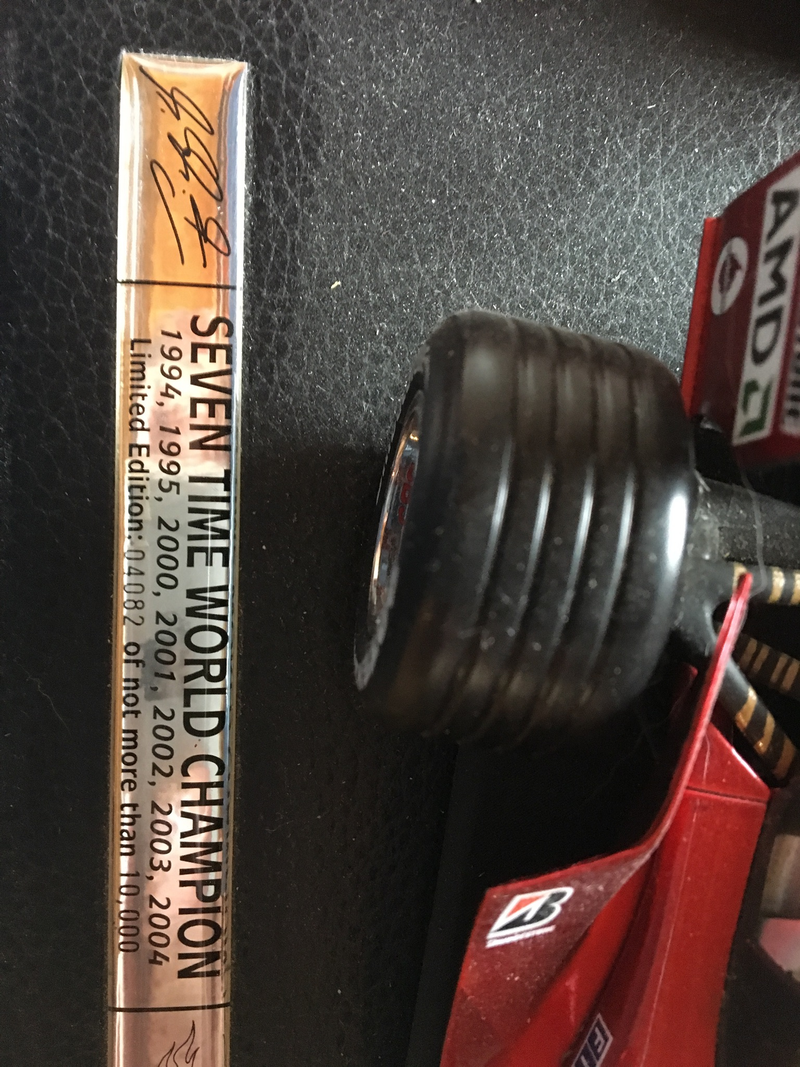 SEVEN TIME WORLD CHAMPION
1994, 1995, 2000, 2001, 2002, 2003, 2004
Limited Edition: 04082 of not more than 10,000
AMD